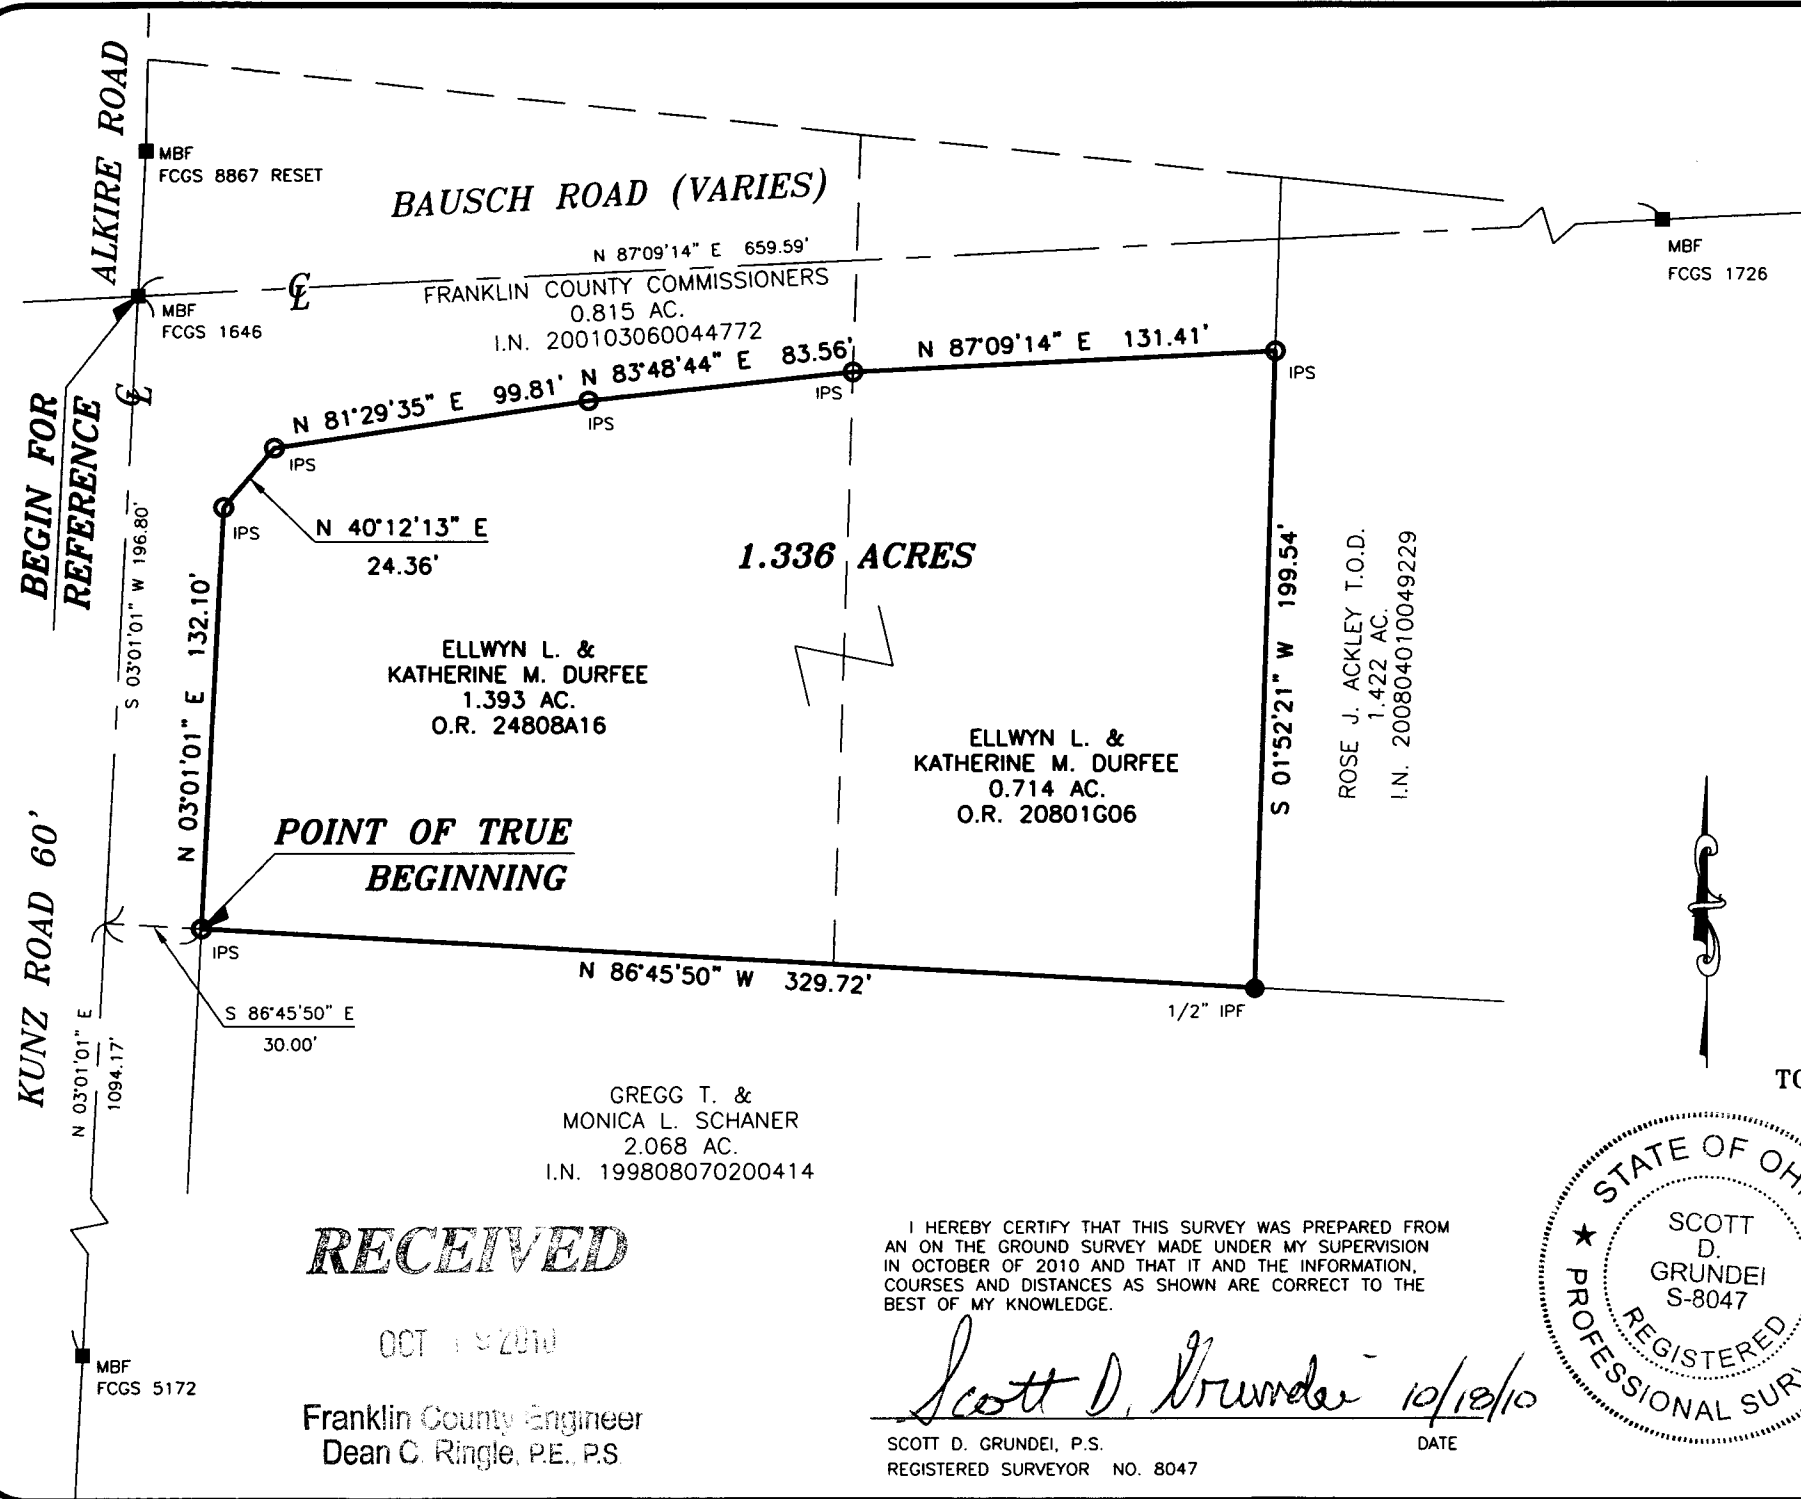 ALKIRE ROAD
MBF
FCGS 8867 RESET
BAUSCH ROAD (VARIES)
N 87°09'14" E 659.59'
FRANKLIN COUNTY COMMISSIONERS
0.815 AC.
I.N. 200103060044772
MBF
FCGS 1726
MBF
FCGS 1646
BEGIN FOR
REFERENCE
S 03°01'01" W 196.80'
N 81°29'35" E 99.81'
N 83°48'44" E 83.56'
N 87°09'14" E 131.41'
IPS
IPS
IPS
IPS
IPS
N 40°12'13" E
24.36'
1.336 ACRES
N 03°01'01" E 132.10'
S 01°52'21" W 199.54'
ROSE J. ACKLEY T.O.D.
1.422 AC.
I.N. 200804010049229
ELLWYN L. &
KATHERINE M. DURFEE
1.393 AC.
O.R. 24808A16
ELLWYN L. &
KATHERINE M. DURFEE
0.714 AC.
O.R. 20801G06
POINT OF TRUE
BEGINNING
KUNZ ROAD 60'
IPS
N 86°45'50" W 329.72'
1/2" IPF
S 86°45'50" E
30.00'
N 03°01'01" E
1094.17'
GREGG T. &
MONICA L. SCHANER
2.068 AC.
I.N. 199808070200414
RECEIVED
OCT 19 2010
Franklin County Engineer
Dean C. Ringle, P.E., P.S.
MBF
FCGS 5172
I HEREBY CERTIFY THAT THIS SURVEY WAS PREPARED FROM
AN ON THE GROUND SURVEY MADE UNDER MY SUPERVISION
IN OCTOBER OF 2010 AND THAT IT AND THE INFORMATION,
COURSES AND DISTANCES AS SHOWN ARE CORRECT TO THE
BEST OF MY KNOWLEDGE.
Scott D. Grundei 10/18/10
SCOTT D. GRUNDEI, P.S. DATE
REGISTERED SURVEYOR NO. 8047
STATE OF
SCOTT
D.
GRUNDEI
S-8047
REGISTERED
PROFESSIONAL